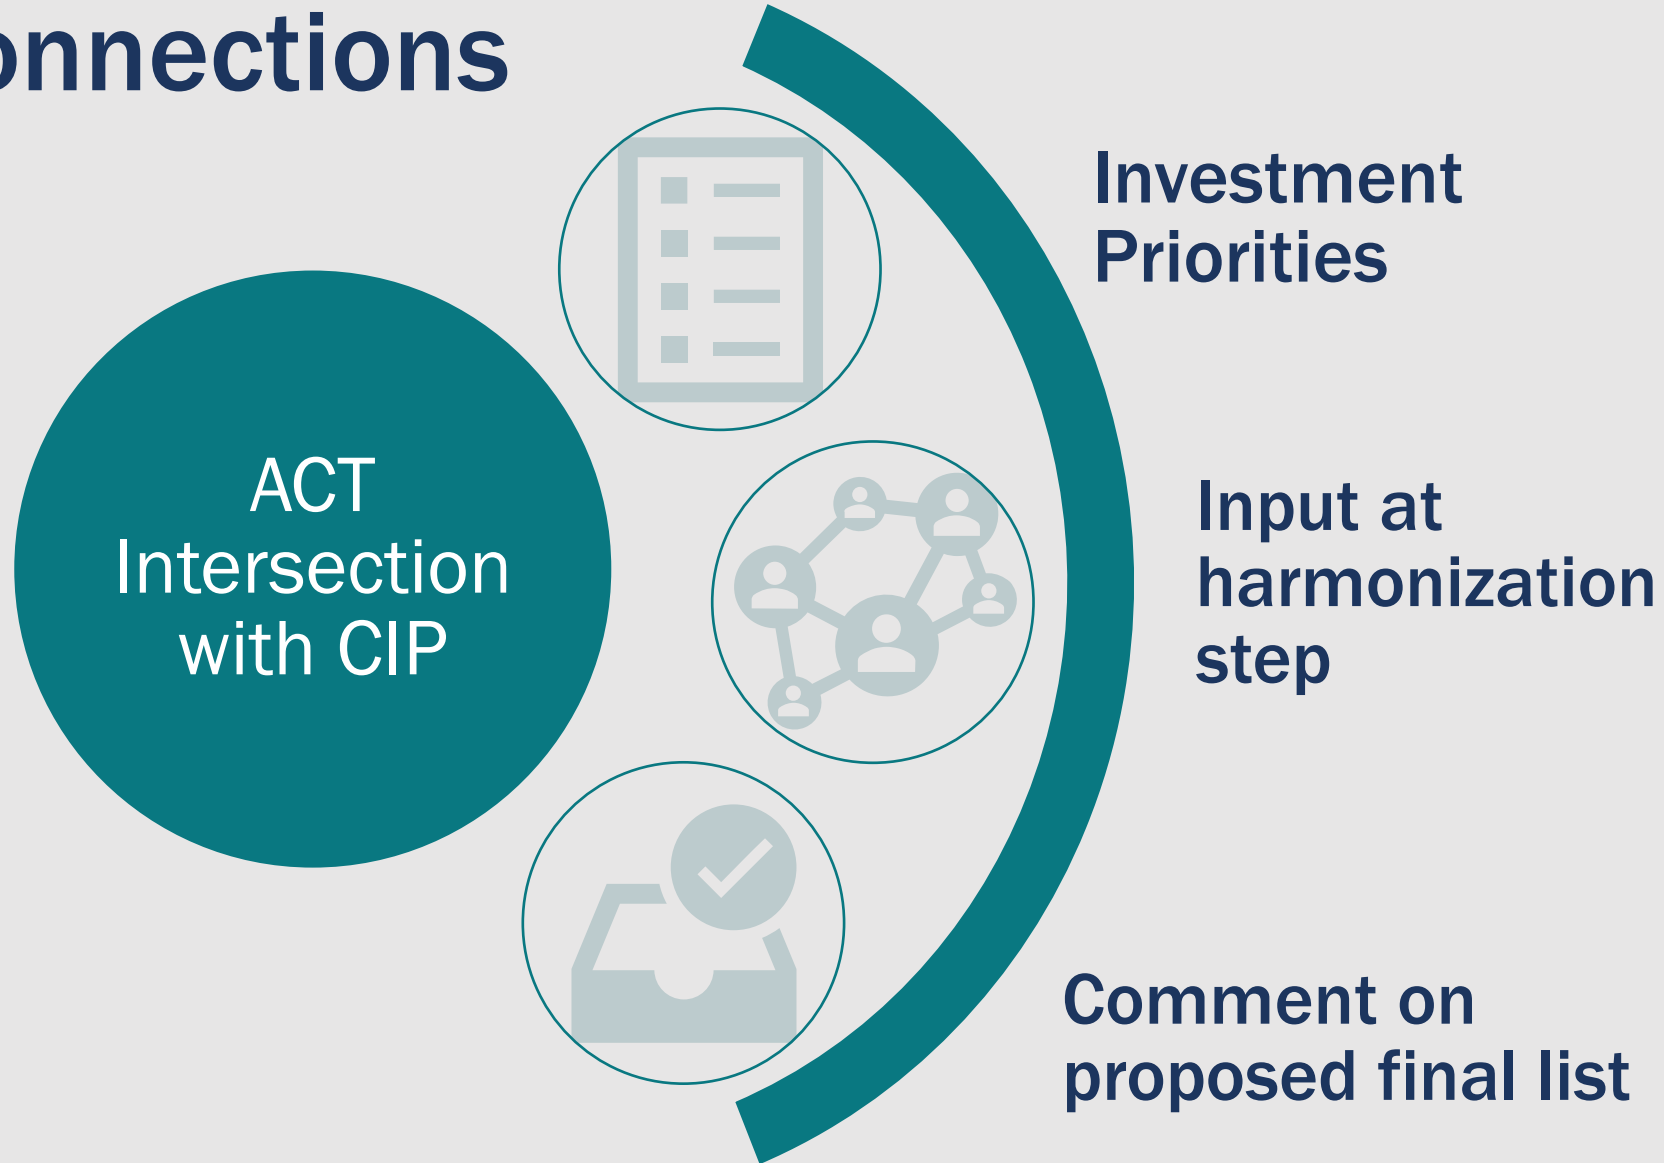 onnections
Investment
Priorities
ACT
Intersection
with CIP
Input at
harmonization
step
Comment on
proposed final list